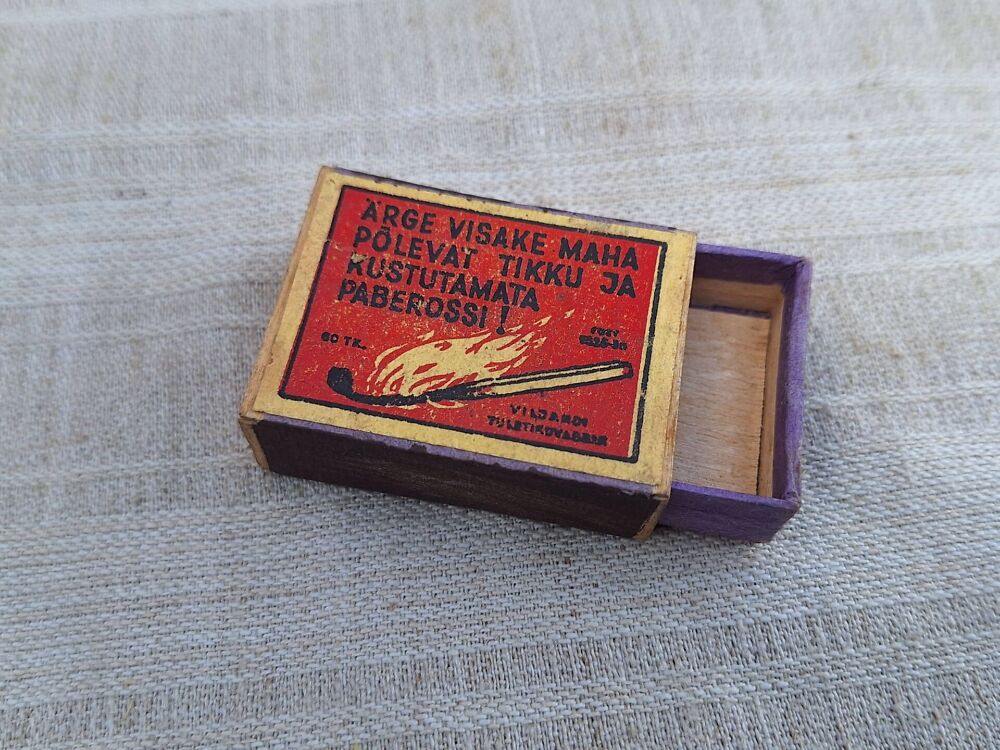 ÄRGE VISAKE MAHA
PÕLEVAT TIKKU JA
KUSTUTAMATA
PABEROSSI!
60 TK.
VILJANDI
TULETIKUVABRIK